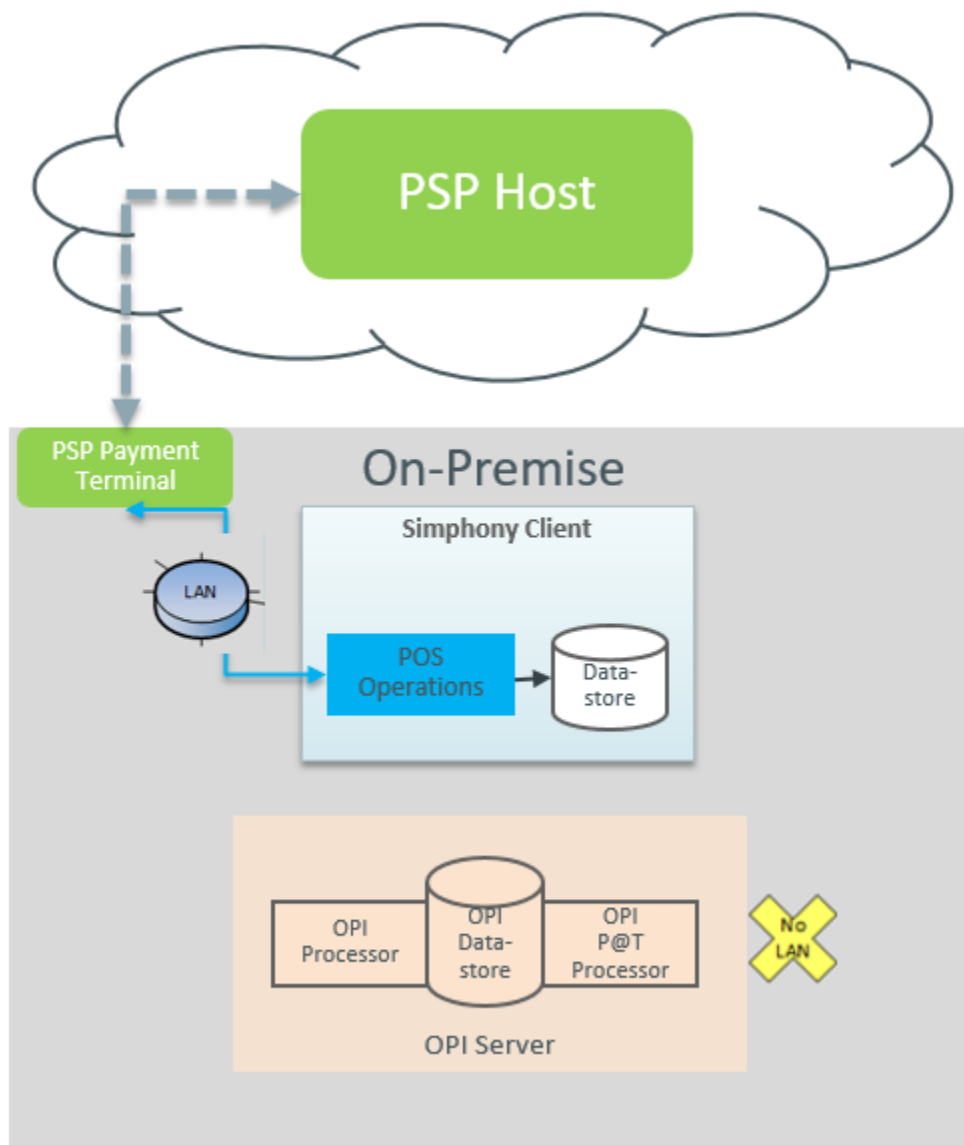 PSP Host
PSP Payment
Terminal
On-Premise
Simphony Client
LAN
POS
Operations
Data-
store
OPI
Processor
OPI
Data-
store
OPI
P@T
Processor
No
LAN
OPI Server